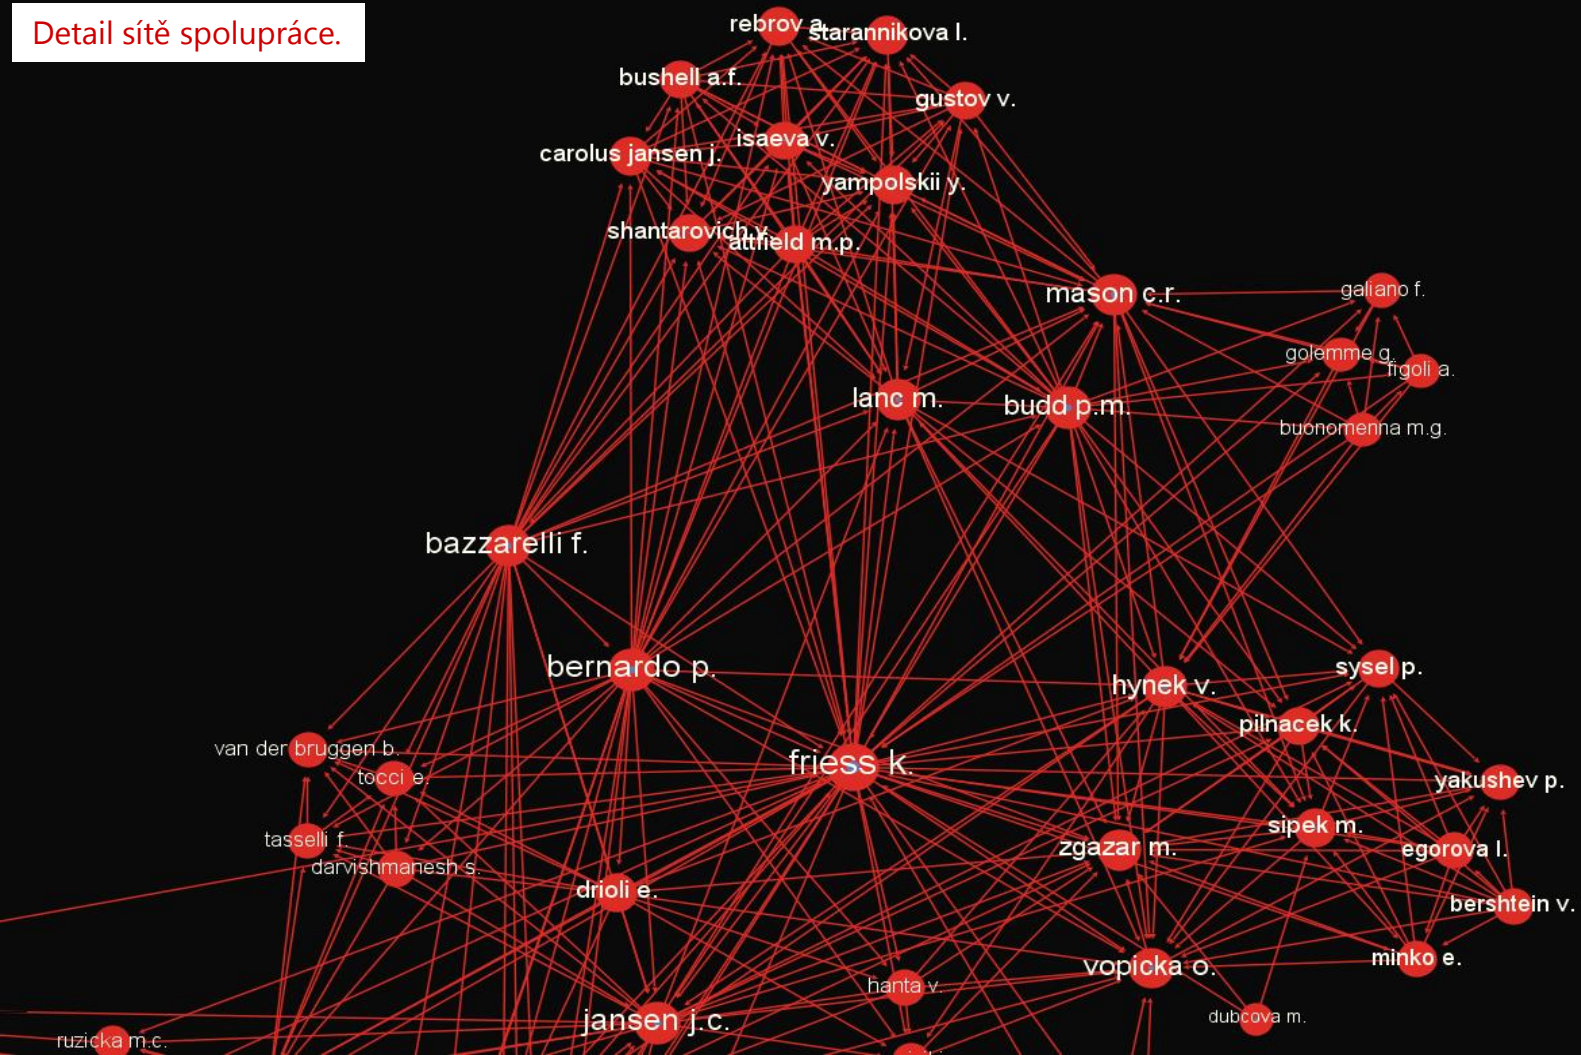 Detail sítě spolupráce.
rebrov a.
starannikova l.
bushell a.f.
gustov v.
isaeva v.
carolus jansen j.
yampolskii y.
shantarovich v.
attfield m.p.
mason c.r.
galiano f.
golemme g.
figoli a.
lanc m.
budd p.m.
buonomenna m.g.
bazzarelli f.
bernardo p.
sysel p.
hynek v.
pilnacek k.
van der bruggen b.
friess k.
tocci e.
yakushev p.
sipek m.
tasselli f.
zgazar m.
egorova l.
darvishmanesh s.
drioli e.
bershtein v.
minko e.
vopicka o.
hanta v.
jansen j.c.
dubcova m.
ruzicka m.c.